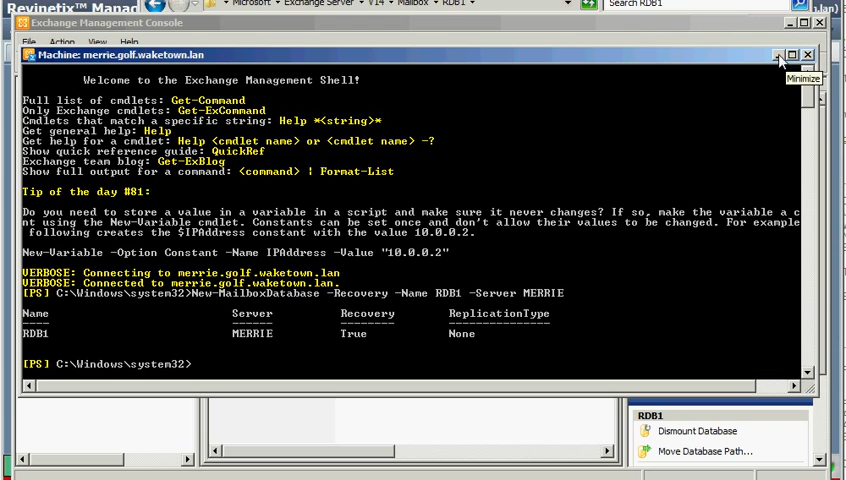 Revinetix™ Manad
Microsoft
Exchange Server
V14
Mailbox
RDB1
Search RDB1
.lan)
Exchange Management Console
File Action View Help
Machine: merrie.golf.waketown.lan
Minimize
Welcome to the Exchange Management Shell!
Full list of cmdlets: Get-Command
Only Exchange cmdlets: Get-ExCommand
Cmdlets that match a specific string: Help *<string>*
Get general help: Help
Get help for a cmdlet: Help <cmdlet name> or <cmdlet name> -?
Show quick reference guide: QuickRef
Exchange team blog: Get-ExBlog
Show full output for a command: <command> | Format-List
Tip of the day #81:
Do you need to store a value in a variable in a script and make sure it never changes? If so, make the variable a c
nt using the New-Variable cmdlet. Constants can be set once and don't allow their values to be changed. For example
following creates the $IPAddress constant with the value 10.0.0.2.
New-Variable -Option Constant -Name IPAddress -Value "10.0.0.2"
VERBOSE: Connecting to merrie.golf.waketown.lan
VERBOSE: Connected to merrie.golf.waketown.lan.
[PS] C:\Windows\system32>New-MailboxDatabase -Recovery -Name RDB1 -Server MERRIE
Name Server Recovery ReplicationType
---- ------ -------- ---------------
RDB1 MERRIE True None
[PS] C:\Windows\system32>
RDB1
Dismount Database
Move Database Path...